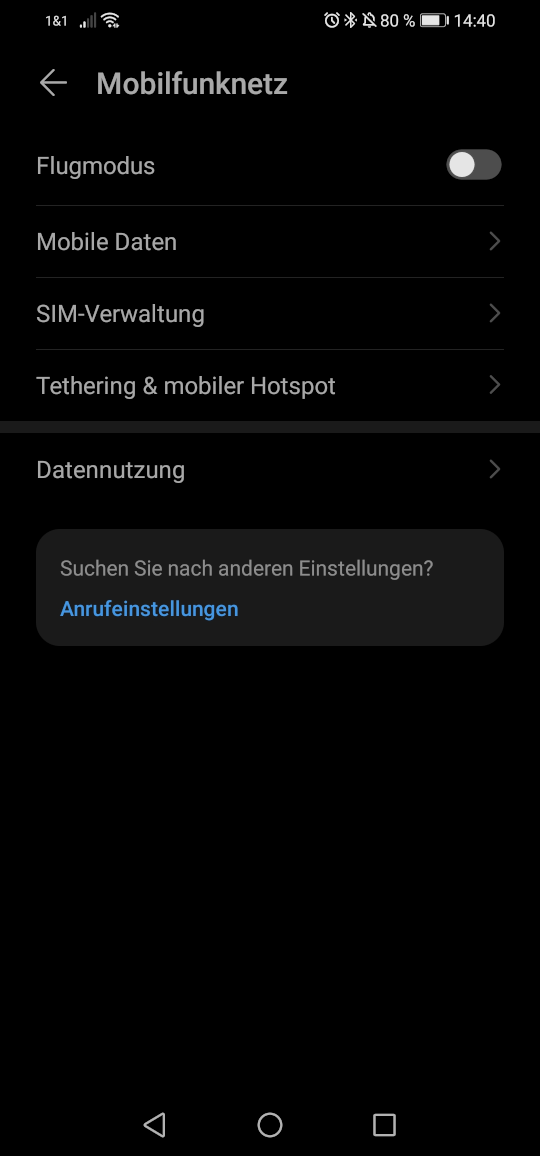 1&1 80 % 14:40
Mobilfunknetz
Flugmodus
Mobile Daten
SIM-Verwaltung
Tethering & mobiler Hotspot
Datennutzung
Suchen Sie nach anderen Einstellungen?
Anrufeinstellungen